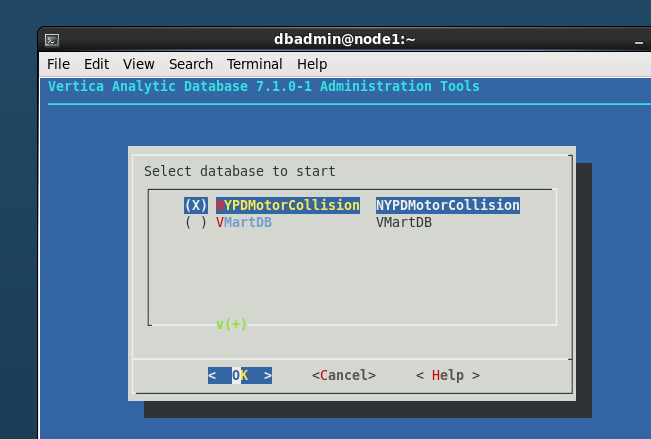 dbadmin@node1:~
File Edit View Search Terminal Help
Vertica Analytic Database 7.1.0-1 Administration Tools
Select database to start
(X) NYPDMotorCollision NYPDMotorCollision
( ) VMartDB VMartDB
v(+)
< OK > <Cancel> < Help >